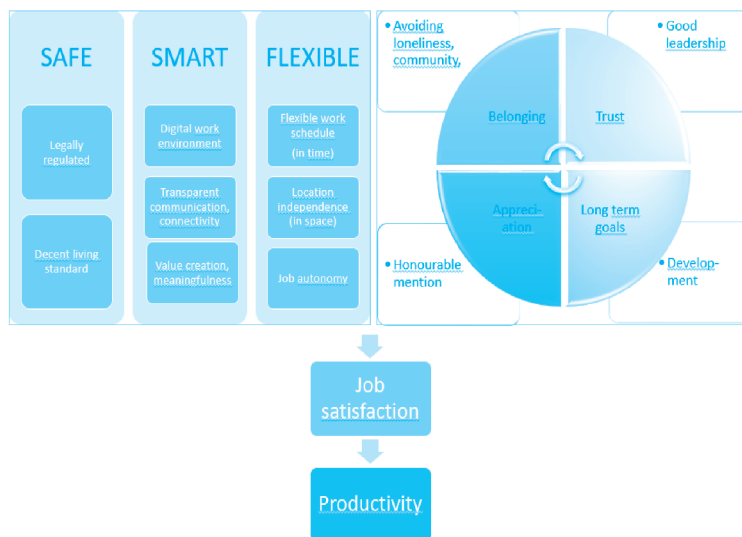 SAFE
Legally
regulated
Decent living
standard
SMART
Digital work
environment
Transparent
communication,
connectivity
Value creation,
meaningfulness
FLEXIBLE
Flexible work
schedule
(in time)
Location
independence
(in space)
Job autonomy
• Avoiding
loneliness,
community,
• Good
leadership
Belonging
Trust
Appreci-
ation
Long term
goals
• Honourable
mention
• Develop-
ment
Job
satisfaction
Productivity